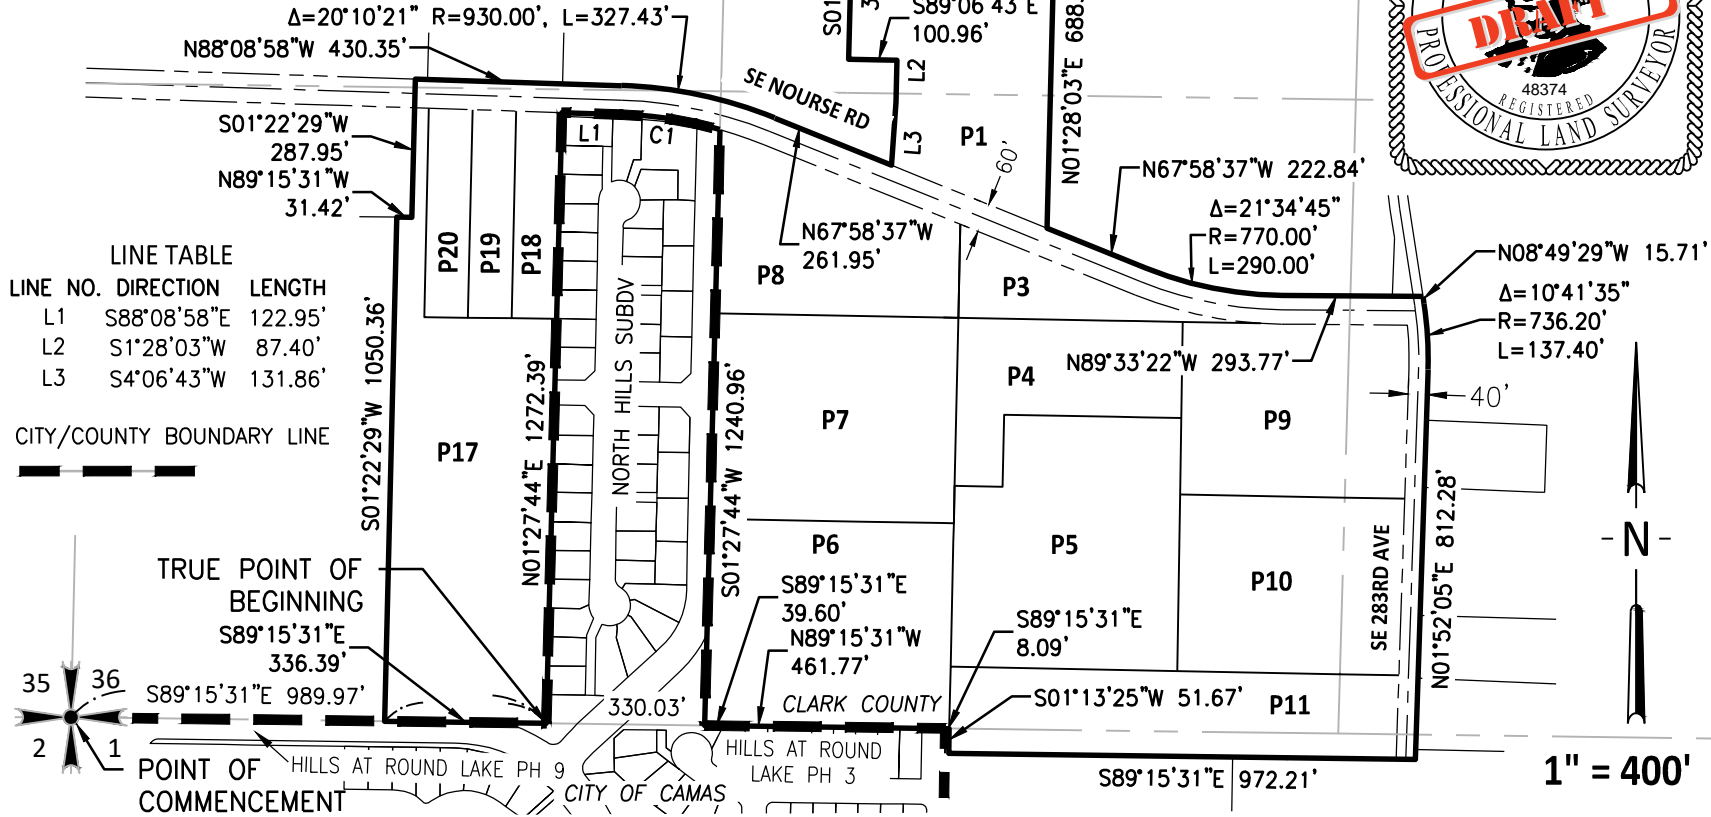 Δ=20°10'21" R=930.00', L=327.43'
N88°08'58"W 430.35'
S01°22'29"W
287.95'
N89°15'31"W
31.42'
S89°06'43"E
100.96'
L2
L3
P1
SE NOURSE RD
60'
N01°28'03"E 688.
N67°58'37"W 222.84'
Δ=21°34'45"
R=770.00'
L=290.00'
N08°49'29"W 15.71'
Δ=10°41'35"
R=736.20'
L=137.40'
DRAFT
48374
REGISTERED
PROFESSIONAL LAND SURVEYOR
LINE TABLE
LINE NO. DIRECTION LENGTH
L1 S88°08'58"E 122.95'
L2 S1°28'03"W 87.40'
L3 S4°06'43"W 131.86'
CITY/COUNTY BOUNDARY LINE
L1
C1
P20
P19
P18
P17
NORTH HILLS SUBDV
S01°22'29"W 1050.36'
N01°27'44"E 1272.39'
S01°27'44"W 1240.96'
N67°58'37"W
261.95'
P8
P3
P4
N89°33'22"W 293.77'
P7
P9
40'
P6
P5
P10
SE 283RD AVE
N01°52'05"E 812.28'
N
TRUE POINT OF
BEGINNING
S89°15'31"E
336.39'
S89°15'31"E 989.97'
35
36
2
1
POINT OF
COMMENCEMENT
HILLS AT ROUND LAKE PH 9
330.03'
S89°15'31"E
39.60'
N89°15'31"W
461.77'
CLARK COUNTY
HILLS AT ROUND
LAKE PH 3
CITY OF CAMAS
S89°15'31"E
8.09'
S01°13'25"W 51.67'
P11
S89°15'31"E 972.21'
1" = 400'